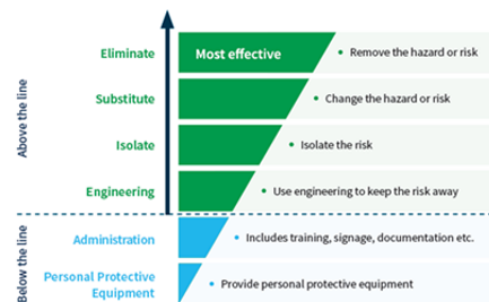 Above the line
Eliminate
Most effective
• Remove the hazard or risk
Substitute
• Change the hazard or risk
Isolate
• Isolate the risk
Engineering
• Use engineering to keep the risk away
Below the line
Administration
• Includes training, signage, documentation etc.
Personal Protective
Equipment
• Provide personal protective equipment